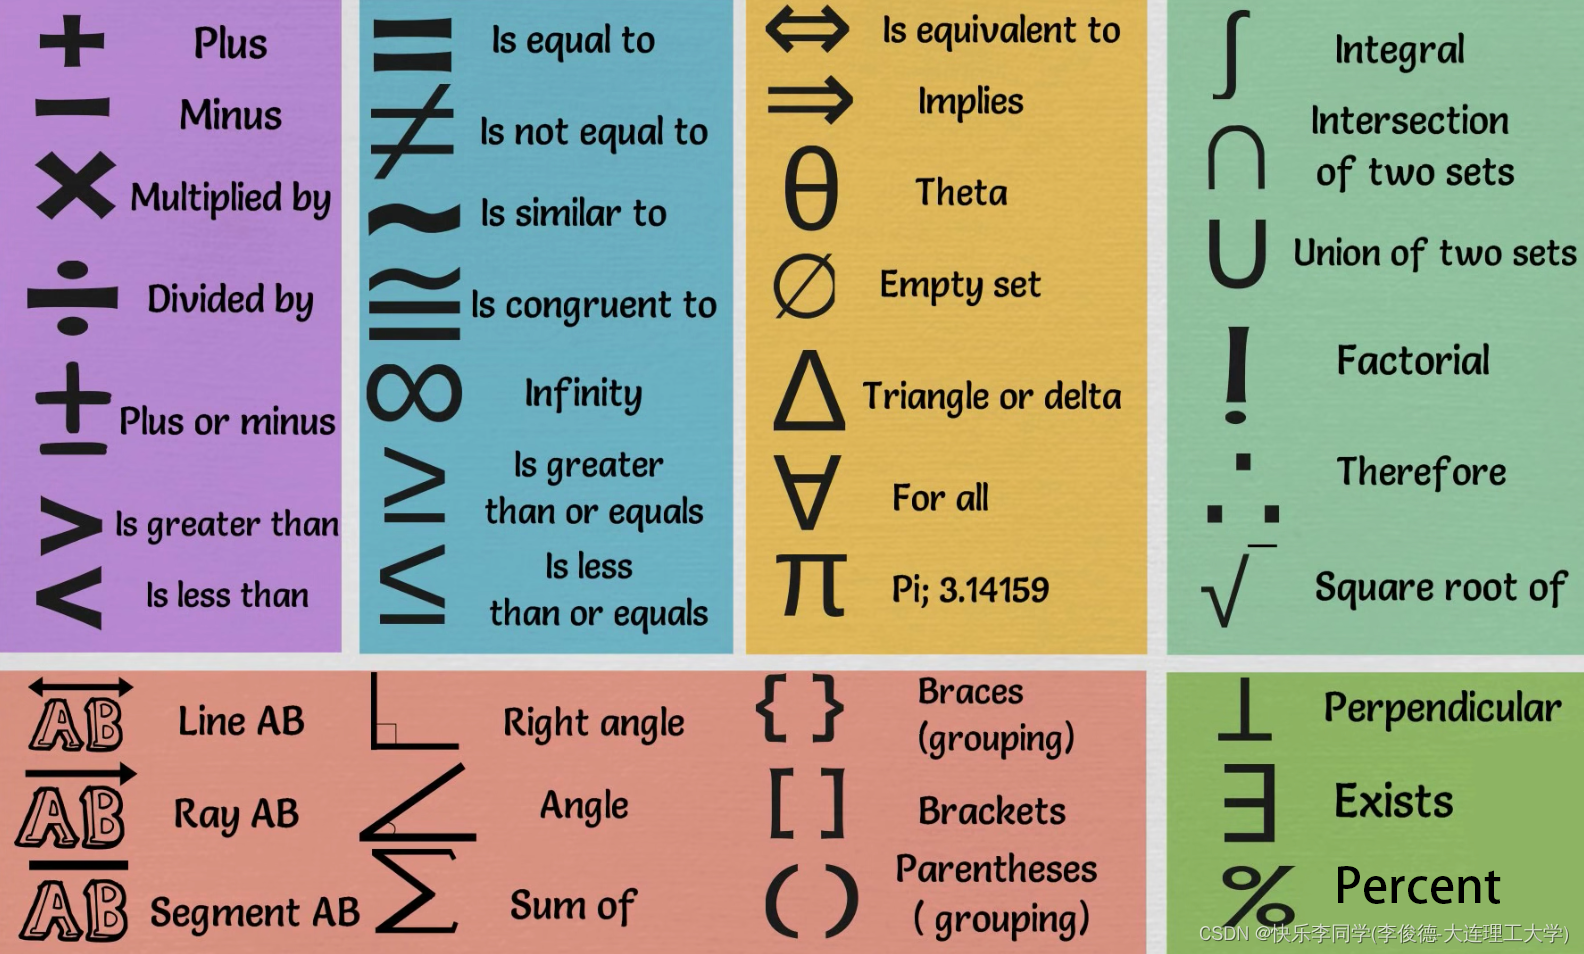 + Plus
− Minus
× Multiplied by
÷ Divided by
± Plus or minus
> Is greater than
< Is less than
= Is equal to
≠ Is not equal to
~ Is similar to
≅ Is congruent to
∞ Infinity
≥ Is greater
than or equals
≤ Is less
than or equals
⇔ Is equivalent to
⇒ Implies
θ Theta
∅ Empty set
Δ Triangle or delta
∀ For all
π Pi; 3.14159
∫ Integral
∩ Intersection
of two sets
∪ Union of two sets
! Factorial
∴ Therefore
√ Square root of
AB Line AB
AB Ray AB
AB Segment AB
∟ Right angle
∠ Angle
∑ Sum of
{ } Braces
(grouping)
[ ] Brackets
( ) Parentheses
( grouping)
⊥ Perpendicular
∃ Exists
% Percent
CSDN @快乐李同学(李俊德-大连理工大学)